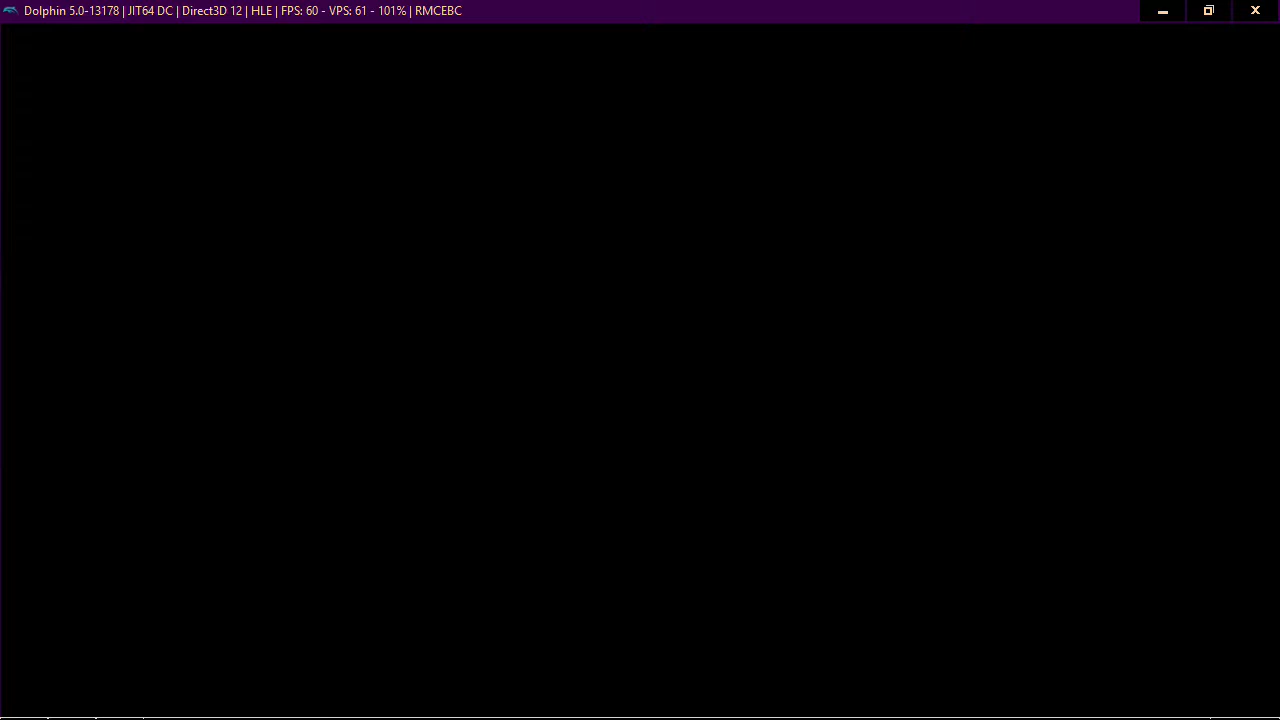 Dolphin 5.0-13178 | JIT64 DC | Direct3D 12 | HLE | FPS: 60 - VPS: 61 - 101% | RMCEBC